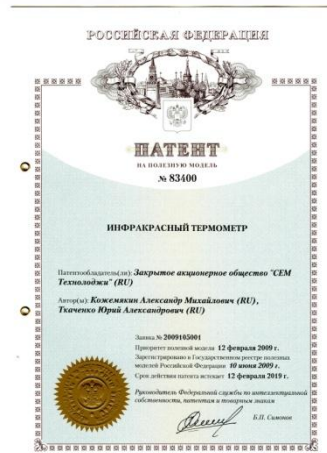 РОССИЙСКАЯ ФЕДЕРАЦИЯ
ПАТЕНТ
НА ПОЛЕЗНУЮ МОДЕЛЬ
№ 83400
ИНФРАКРАСНЫЙ ТЕРМОМЕТР
Патентообладатель(ли): Закрытое акционерное общество "СЕМ
Технолоджи" (RU)
Автор(ы): Кожемякин Александр Михайлович (RU),
Ткаченко Юрий Александрович (RU)
Заявка № 2009105001
Приоритет полезной модели 12 февраля 2009 г.
Зарегистрировано в Государственном реестре полезных
моделей Российской Федерации 10 июня 2009 г.
Срок действия патента истекает 12 февраля 2019 г.
Руководитель Федеральной службы по интеллектуальной
собственности, патентам и товарным знакам
Б.П. Симонов